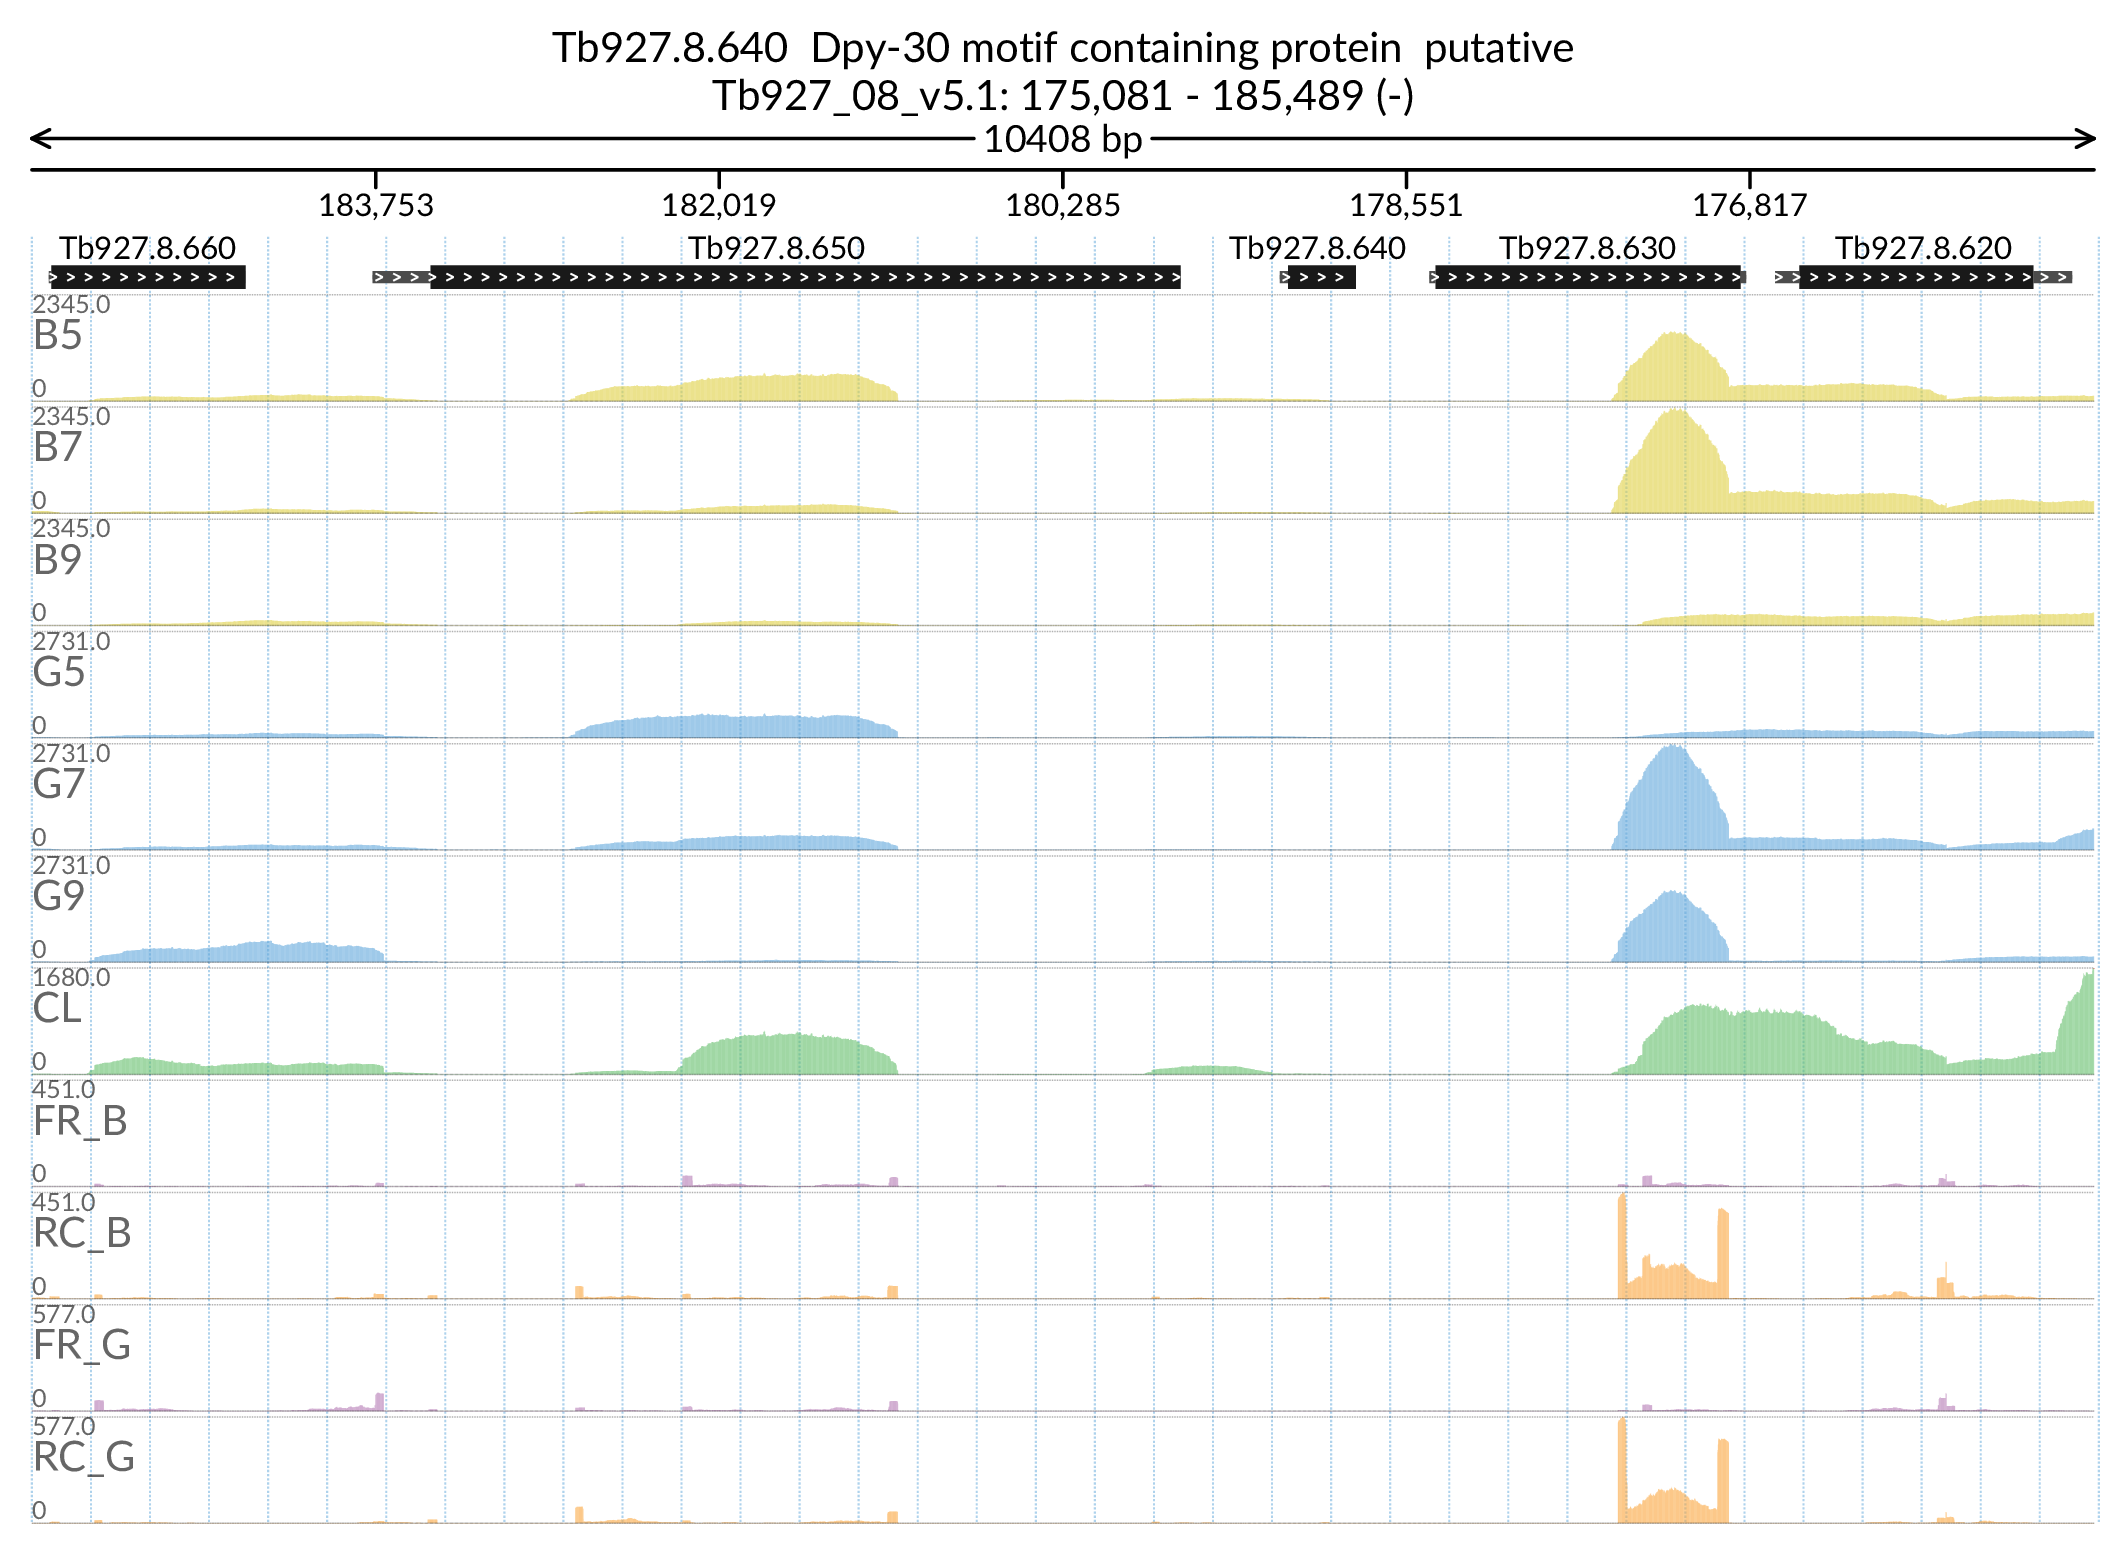 Tb927.8.640  Dpy-30 motif containing protein  putative
Tb927_08_v5.1: 175,081 - 185,489 (-)
10408 bp
183,753 182,019 180,285 178,551 176,817
Tb927.8.660 Tb927.8.650 Tb927.8.640 Tb927.8.630 Tb927.8.620
2345.0
B5
0
2345.0
B7
0
2345.0
B9
0
2731.0
G5
0
2731.0
G7
0
2731.0
G9
0
1680.0
CL
0
451.0
FR_B
0
451.0
RC_B
0
577.0
FR_G
0
577.0
RC_G
0